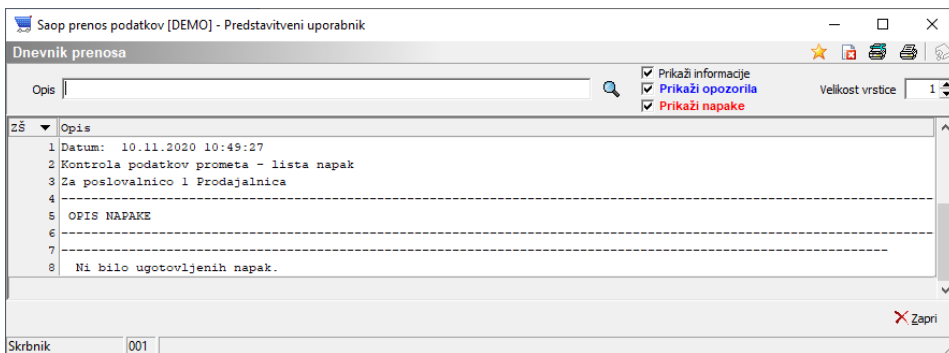 Saop prenos podatkov [DEMO] - Predstavitveni uporabnik
Dnevnik prenosa
Opis
Prikaži informacije
Prikaži opozorila
Prikaži napake
Velikost vrstice 1
ZŠ Opis
1 Datum: 10.11.2020 10:49:27
2 Kontrola podatkov prometa - lista napak
3 Za poslovalnico 1 Prodajalnica
4 ----------------------------------------------------------------------------------------------------------------------
5 OPIS NAPAKE
6 ----------------------------------------------------------------------------------------------------------------------
7 ----------------------------------------------------------------------------------------------------------------
8 Ni bilo ugotovljenih napak.
Zapri
Skrbnik 001